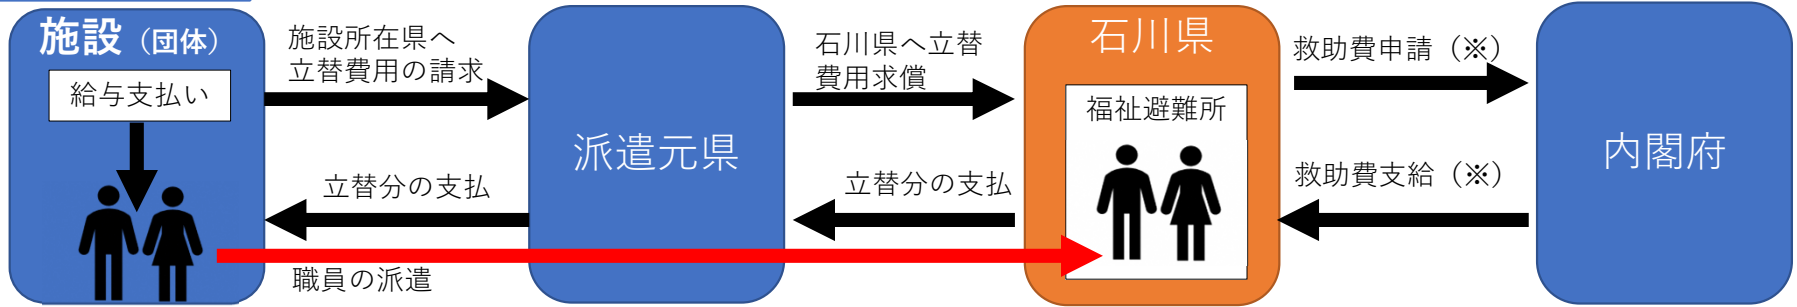 施設（団体）
給与支払い
施設所在県へ
立替費用の請求
立替分の支払
職員の派遣
派遣元県
石川県へ立替
費用求償
立替分の支払
石川県
福祉避難所
救助費申請（※）
救助費支給（※）
内閣府